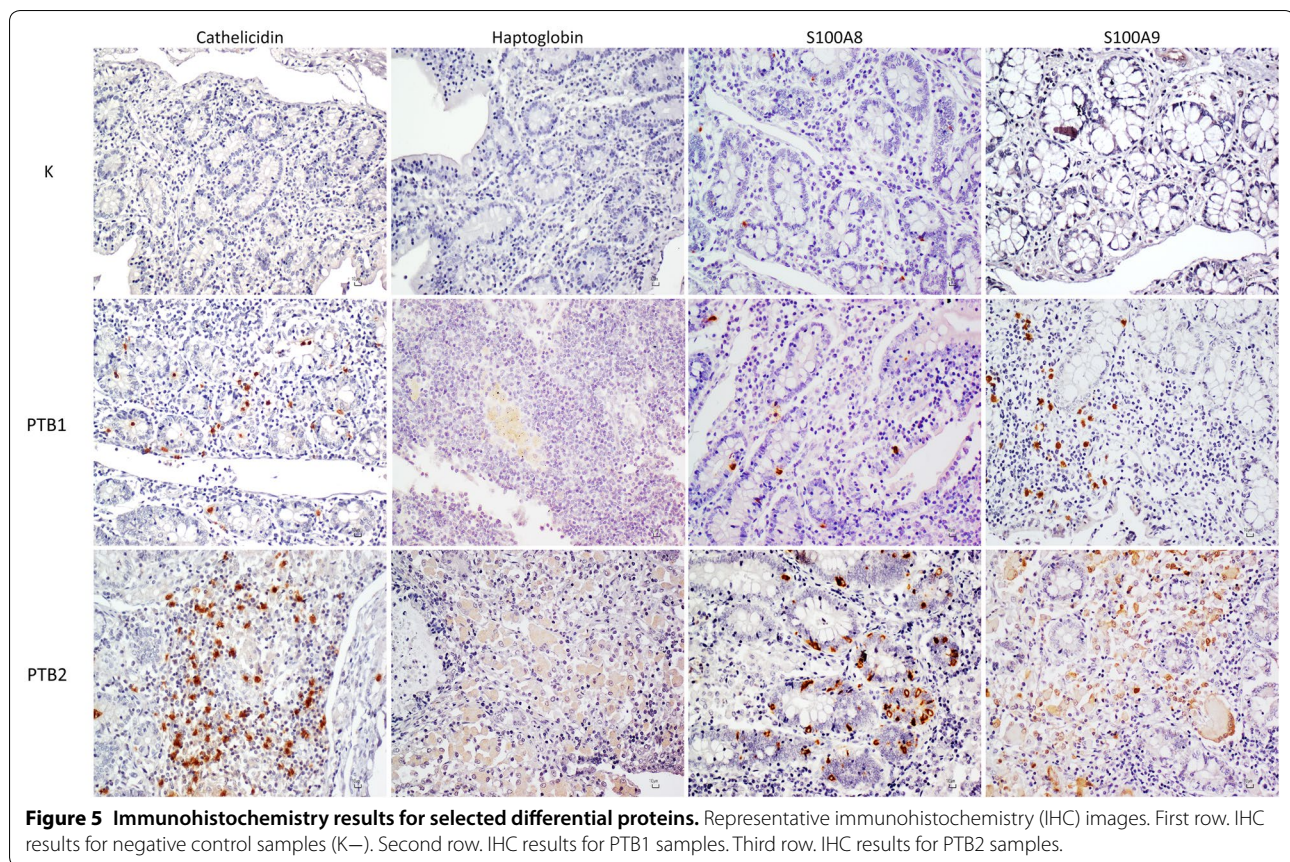 Cathelicidin Haptoglobin S100A8 S100A9
K
PTB1
PTB2
Figure 5 Immunohistochemistry results for selected differential proteins. Representative immunohistochemistry (IHC) images. First row. IHC
results for negative control samples (K−). Second row. IHC results for PTB1 samples. Third row. IHC results for PTB2 samples.